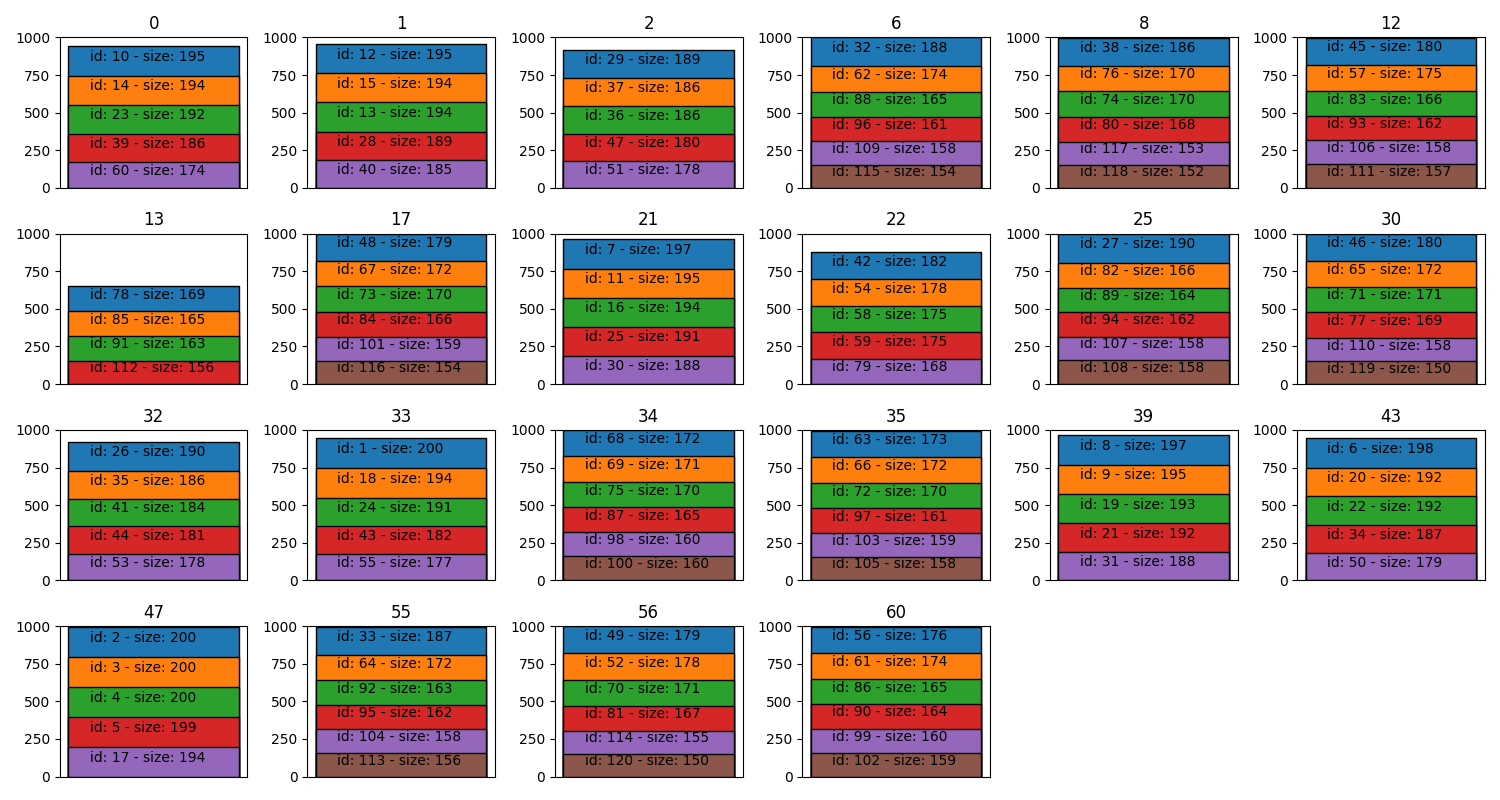 0
1000
750
500
250
0
id: 10 - size: 195
id: 14 - size: 194
id: 23 - size: 192
id: 39 - size: 186
id: 60 - size: 174
1
1000
750
500
250
0
id: 12 - size: 195
id: 15 - size: 194
id: 13 - size: 194
id: 28 - size: 189
id: 40 - size: 185
2
1000
750
500
250
0
id: 29 - size: 189
id: 37 - size: 186
id: 36 - size: 186
id: 47 - size: 180
id: 51 - size: 178
6
1000
750
500
250
0
id: 32 - size: 188
id: 62 - size: 174
id: 88 - size: 165
id: 96 - size: 161
id: 109 - size: 158
id: 115 - size: 154
8
1000
750
500
250
0
id: 38 - size: 186
id: 76 - size: 170
id: 74 - size: 170
id: 80 - size: 168
id: 117 - size: 153
id: 118 - size: 152
12
1000
750
500
250
0
id: 45 - size: 180
id: 57 - size: 175
id: 83 - size: 166
id: 93 - size: 162
id: 106 - size: 158
id: 111 - size: 157
13
1000
750
500
250
0
id: 78 - size: 169
id: 85 - size: 165
id: 91 - size: 163
id: 112 - size: 156
17
1000
750
500
250
0
id: 48 - size: 179
id: 67 - size: 172
id: 73 - size: 170
id: 84 - size: 166
id: 101 - size: 159
id: 116 - size: 154
21
1000
750
500
250
0
id: 7 - size: 197
id: 11 - size: 195
id: 16 - size: 194
id: 25 - size: 191
id: 30 - size: 188
22
1000
750
500
250
0
id: 42 - size: 182
id: 54 - size: 178
id: 58 - size: 175
id: 59 - size: 175
id: 79 - size: 168
25
1000
750
500
250
0
id: 27 - size: 190
id: 82 - size: 166
id: 89 - size: 164
id: 94 - size: 162
id: 107 - size: 158
id: 108 - size: 158
30
1000
750
500
250
0
id: 46 - size: 180
id: 65 - size: 172
id: 71 - size: 171
id: 77 - size: 169
id: 110 - size: 158
id: 119 - size: 150
32
1000
750
500
250
0
id: 26 - size: 190
id: 35 - size: 186
id: 41 - size: 184
id: 44 - size: 181
id: 53 - size: 178
33
1000
750
500
250
0
id: 1 - size: 200
id: 18 - size: 194
id: 24 - size: 191
id: 43 - size: 182
id: 55 - size: 177
34
1000
750
500
250
0
id: 68 - size: 172
id: 69 - size: 171
id: 75 - size: 170
id: 87 - size: 165
id: 98 - size: 160
id: 100 - size: 160
35
1000
750
500
250
0
id: 63 - size: 173
id: 66 - size: 172
id: 72 - size: 170
id: 97 - size: 161
id: 103 - size: 159
id: 105 - size: 158
39
1000
750
500
250
0
id: 8 - size: 197
id: 9 - size: 195
id: 19 - size: 193
id: 21 - size: 192
id: 31 - size: 188
43
1000
750
500
250
0
id: 6 - size: 198
id: 20 - size: 192
id: 22 - size: 192
id: 34 - size: 187
id: 50 - size: 179
47
1000
750
500
250
0
id: 2 - size: 200
id: 3 - size: 200
id: 4 - size: 200
id: 5 - size: 199
id: 17 - size: 194
55
1000
750
500
250
0
id: 33 - size: 187
id: 64 - size: 172
id: 92 - size: 163
id: 95 - size: 162
id: 104 - size: 158
id: 113 - size: 156
56
1000
750
500
250
0
id: 49 - size: 179
id: 52 - size: 178
id: 70 - size: 171
id: 81 - size: 167
id: 114 - size: 155
id: 120 - size: 150
60
1000
750
500
250
0
id: 56 - size: 176
id: 61 - size: 174
id: 86 - size: 165
id: 90 - size: 164
id: 99 - size: 160
id: 102 - size: 159